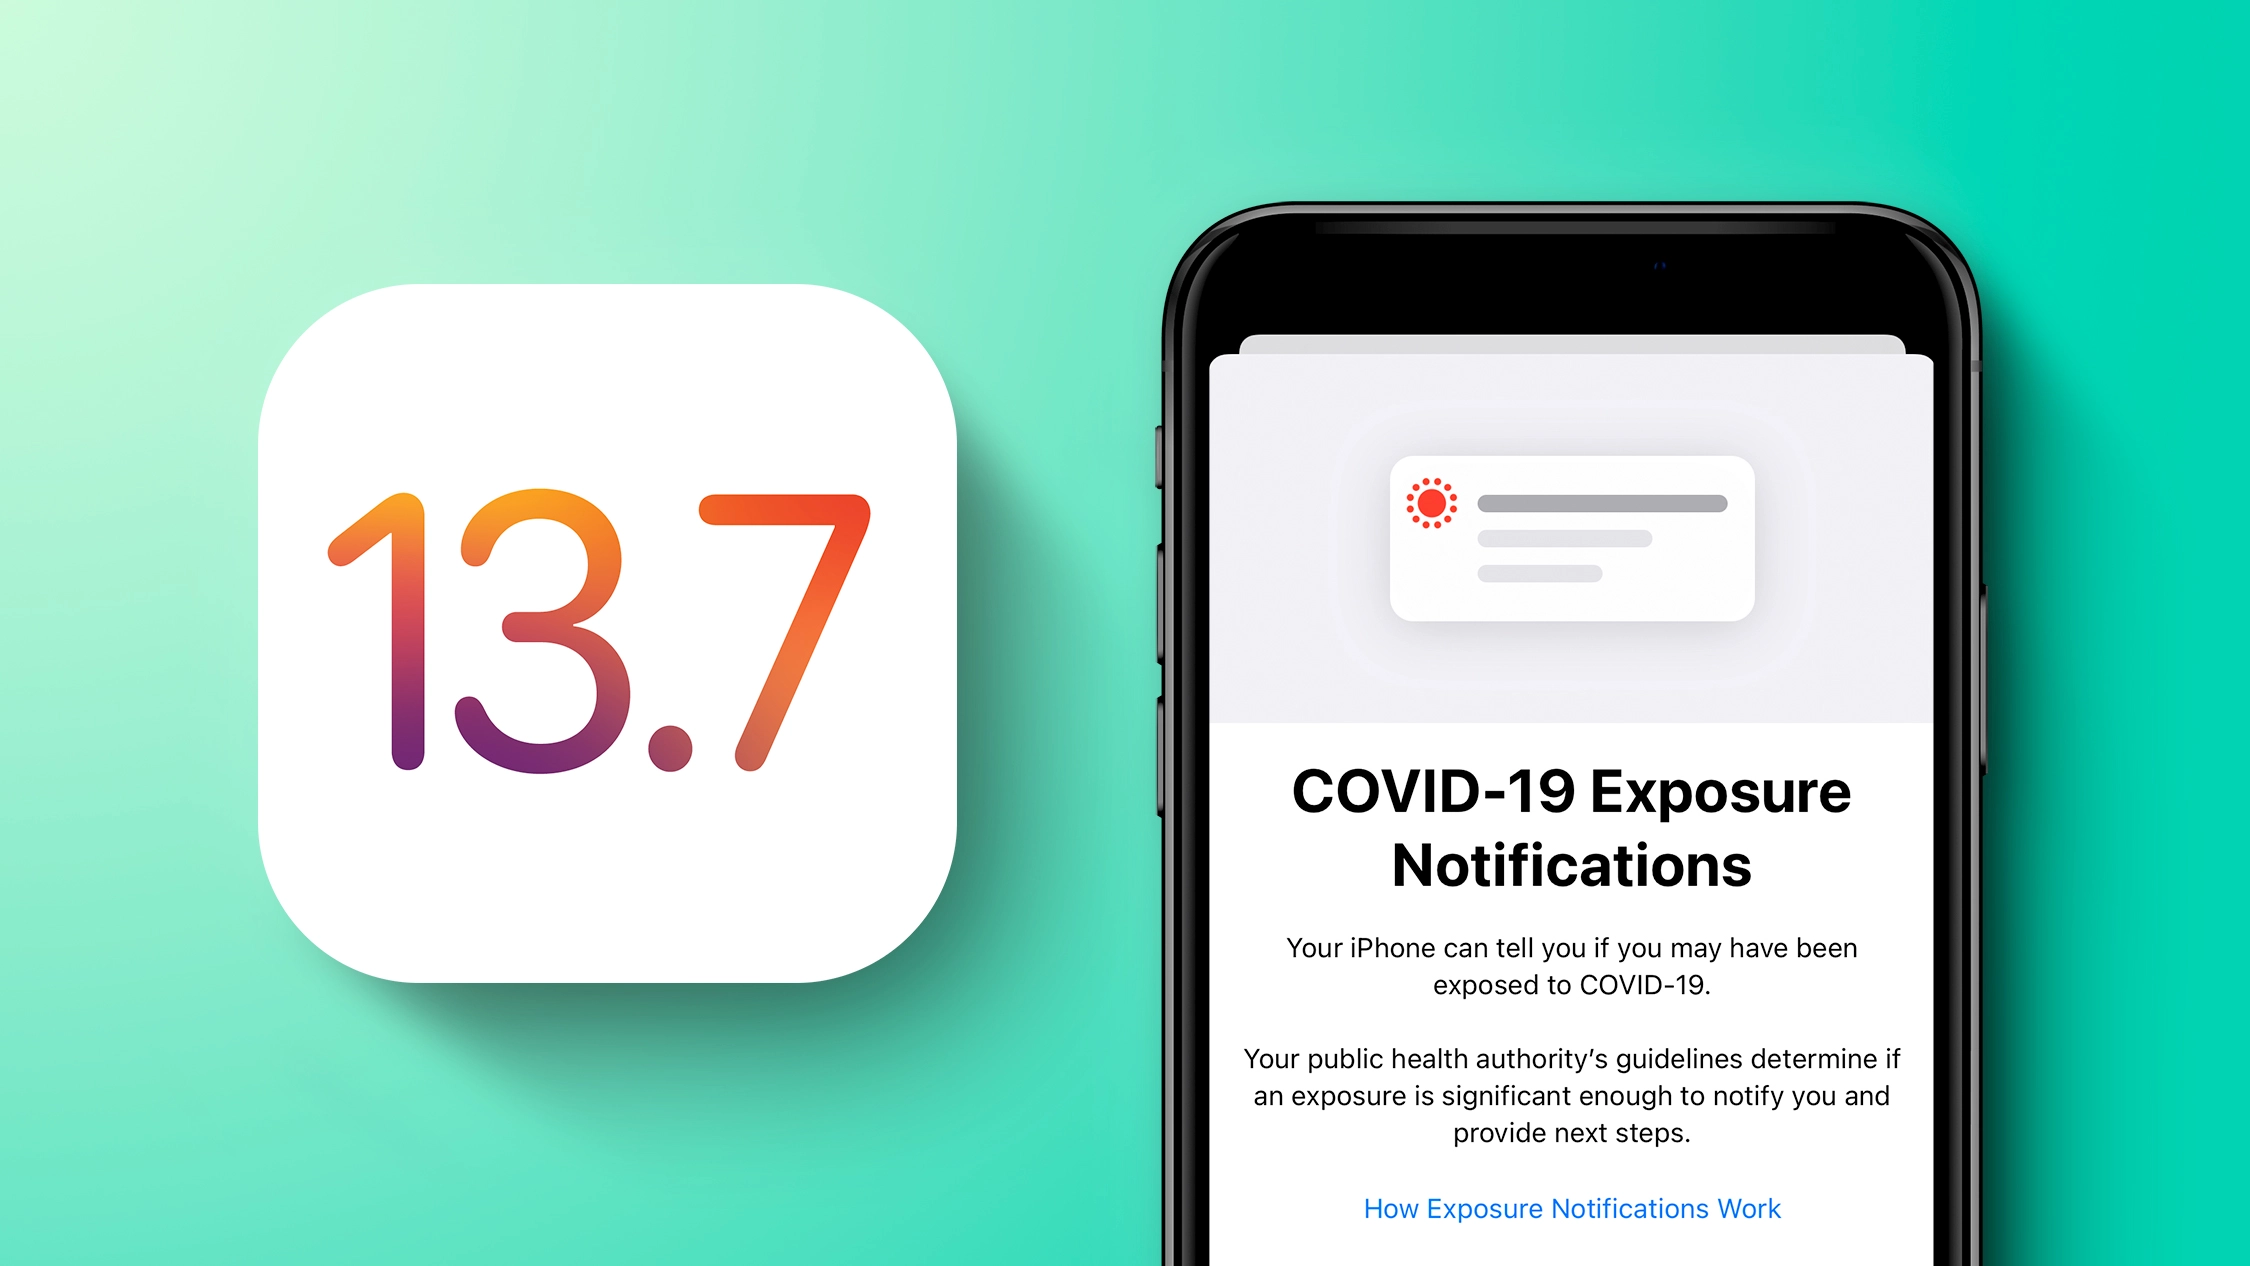 13.7
COVID-19 Exposure
Notifications
Your iPhone can tell you if you may have been
exposed to COVID-19.
Your public health authority’s guidelines determine if
an exposure is significant enough to notify you and
provide next steps.
How Exposure Notifications Work